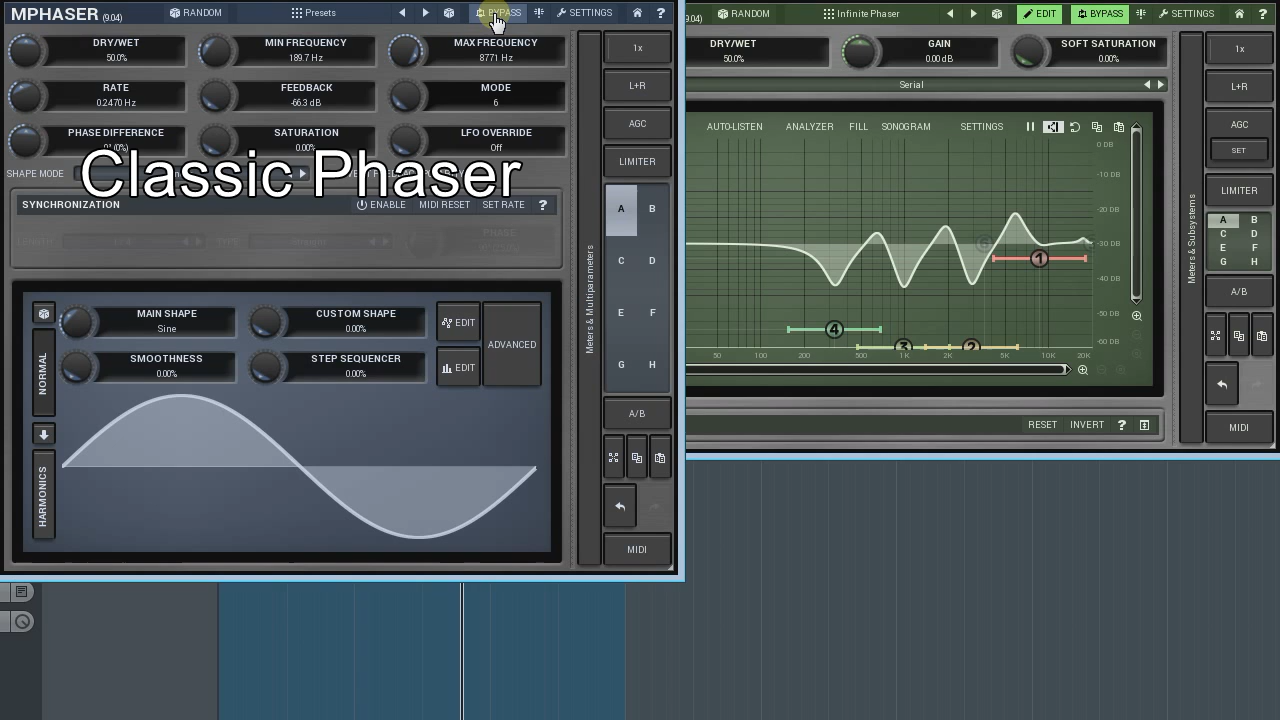 MPHASER (9.04) RANDOM Presets BYPASS SETTINGS ?
DRY/WET MIN FREQUENCY MAX FREQUENCY
50.0% 189.7 Hz 8771 Hz
RATE FEEDBACK MODE
0.2470 Hz -66.3 dB 6
PHASE DIFFERENCE SATURATION LFO OVERRIDE
0.00% Off
SHAPE MODE
Classic Phaser
SYNCHRONIZATION ENABLE MIDI RESET SET RATE ?
LENGTH TYPE Straight PHASE
MAIN SHAPE CUSTOM SHAPE
Sine 0.00%
SMOOTHNESS STEP SEQUENCER
0.00% 0.00%
EDIT
EDIT
ADVANCED
NORMAL
HARMONICS
Meters & Multiparameters
1x
L+R
AGC
LIMITER
A B
C D
E F
G H
A/B
MIDI
(9.04) RANDOM Infinite Phaser EDIT BYPASS SETTINGS ?
DRY/WET GAIN SOFT SATURATION
50.0% 0.00 dB 0.00%
Serial
AUTO-LISTEN ANALYZER FILL SONOGRAM SETTINGS
0 DB
-10 DB
-20 DB
-30 DB
-40 DB
-50 DB
-60 DB
6
1
4
3 2
50 100 200 500 1K 2K 5K 10K 20K
RESET INVERT ?
Meters & Subsystems
1x
L+R
AGC
SET
LIMITER
A B
C D
E F
G H
A/B
MIDI